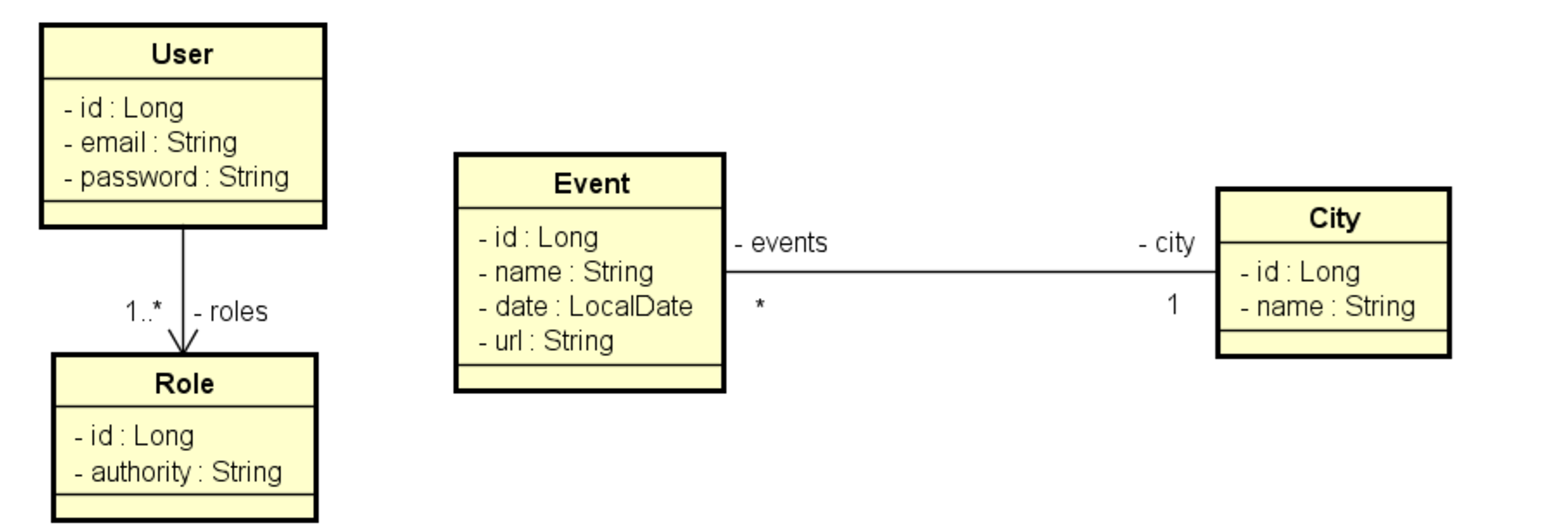 User
- id : Long
- email : String
- password : String
1..*
- roles
Role
- id : Long
- authority : String
Event
- id : Long
- name : String
- date : LocalDate
- url : String
- events
*
- city
1
City
- id : Long
- name : String